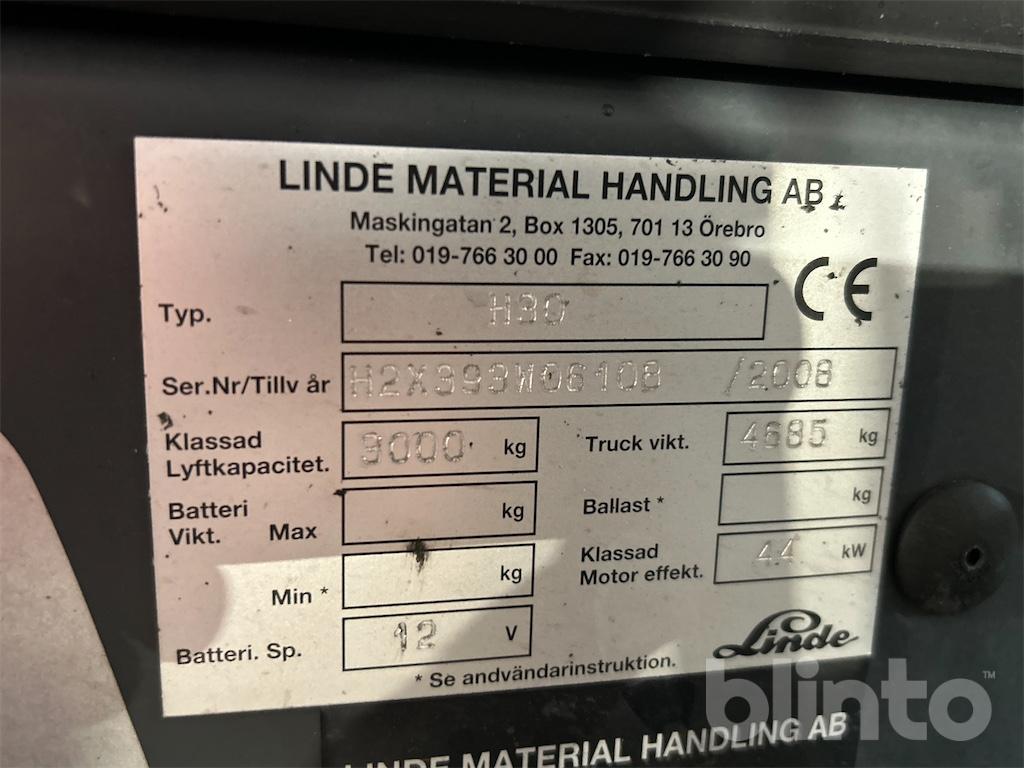 LINDE MATERIAL HANDLING AB
Maskingatan 2, Box 1305, 701 13 Örebro
Tel: 019-766 30 00 Fax: 019-766 30 90
CE
Typ. H30
Ser.Nr/Tillv år H2X393W06108 /2008
Klassad
Lyftkapacitet. 3000 kg
Truck vikt. 4685 kg
Batteri
Vikt. Max kg
Ballast * kg
Min * kg
Klassad
Motor effekt. 44 kW
Batteri. Sp. 12 V
Linde
* Se andvändarinstruktion.
blinto™
LINDE MATERIAL HANDLING AB